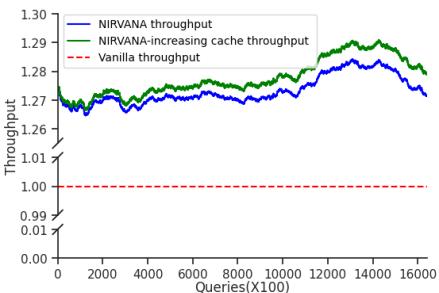 1.30
1.29
1.28
1.27
1.26
1.01
1.00
0.99
0.01
0.00
Throughput
NIRVANA throughput
NIRVANA-increasing cache throughput
Vanilla throughput
0 2000 4000 6000 8000 10000 12000 14000 16000
Queries(X100)